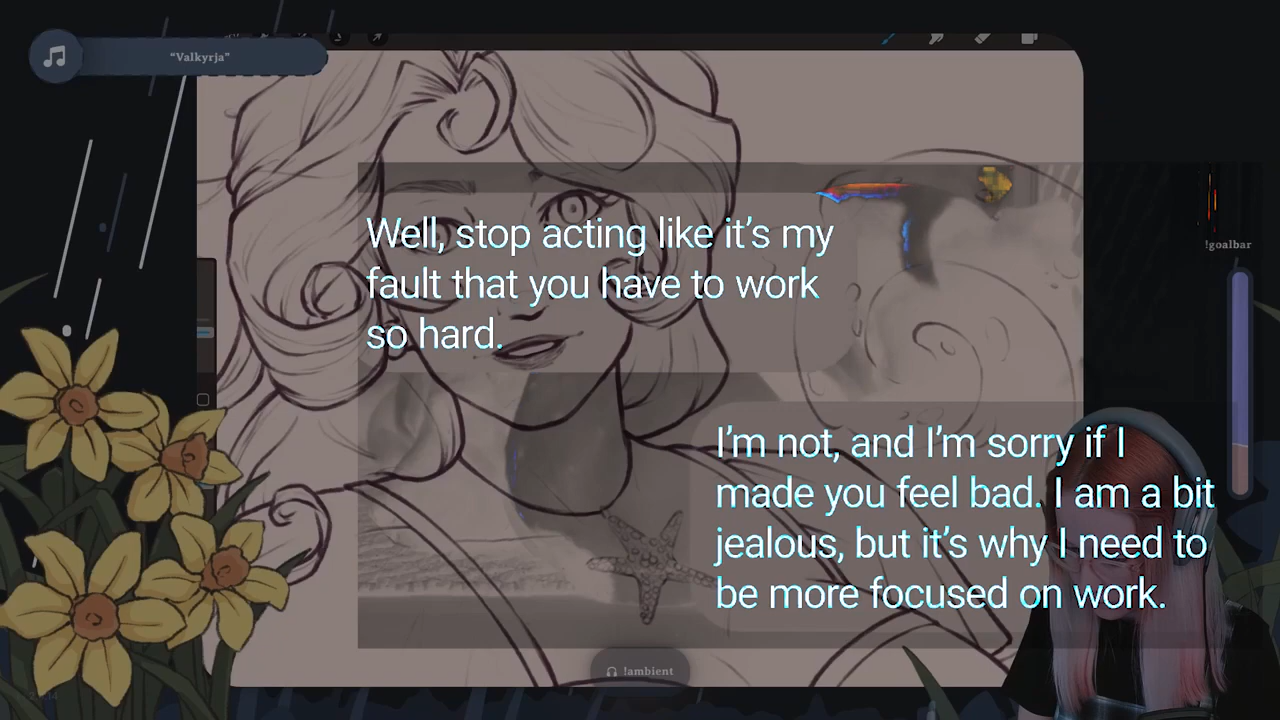 “Valkyrja”
!goalbar
Well, stop acting like it’s my
fault that you have to work
so hard.
I’m not, and I’m sorry if I
made you feel bad. I am a bit
jealous, but it’s why I need to
be more focused on work.
!ambient